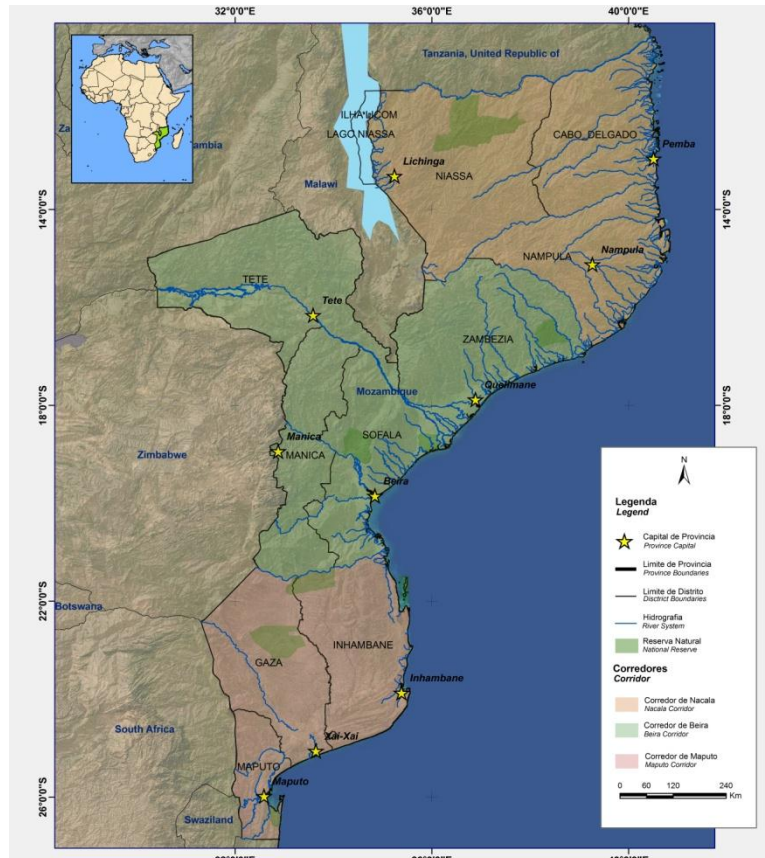 32°0'0"E 36°0'0"E 40°0'0"E
Tanzania, United Republic of
ambia
ILHA LICOM
LAGO NIASSA
CABO_DELGADO
Pemba
Lichinga
NIASSA
Malawi
14°0'0"S
14°0'0"S
NAMPULA
Nampula
TETE
Tete
ZAMBEZIA
Mozambique
Quelimane
18°0'0"S
18°0'0"S
Manica
SOFALA
MANICA
Zimbabwe
Beira
22°0'0"S
Botswana
INHAMBANE
GAZA
Inhambane
South Africa
Xai-Xai
MAPUTO
Maputo
26°0'0"S
Swaziland
N
Legenda
Legend
Capital de Provincia
Province Capital
Limite de Provincia
Province Boundaries
Limite de Distrito
Disctrict Boundaries
Hidrografia
River System
Reserva Natural
National Reserve
Corredores
Corridor
Corredor de Nacala
Nacala Corridor
Corredor de Beira
Beira Corridor
Corredor de Maputo
Maputo Corridor
0 60 120 240
Km